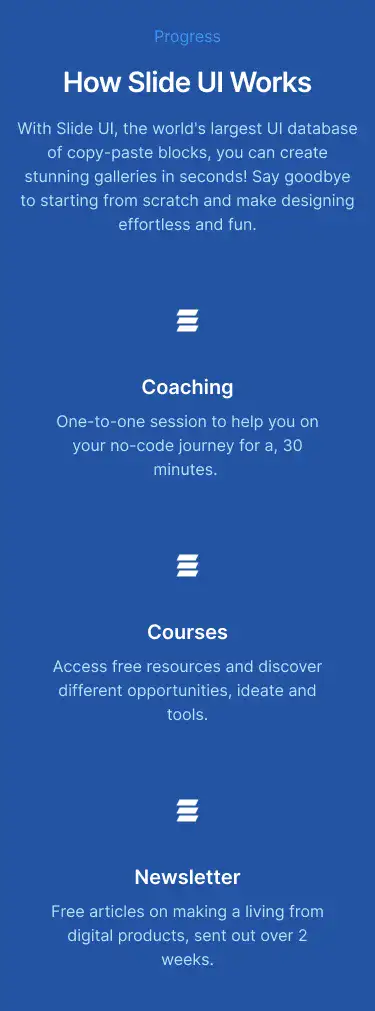 Progress
How Slide UI Works
With Slide UI, the world's largest UI database
of copy-paste blocks, you can create
stunning galleries in seconds! Say goodbye
to starting from scratch and make designing
effortless and fun.
Coaching
One-to-one session to help you on
your no-code journey for a, 30
minutes.
Courses
Access free resources and discover
different opportunities, ideate and
tools.
Newsletter
Free articles on making a living from
digital products, sent out over 2
weeks.